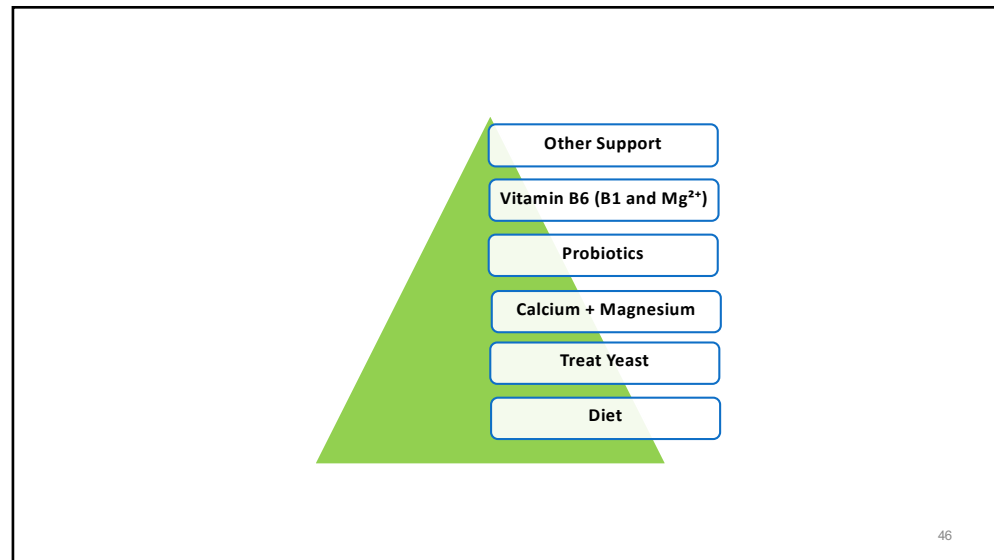 Other Support
Vitamin B6 (B1 and Mg²⁺)
Probiotics
Calcium + Magnesium
Treat Yeast
Diet
46